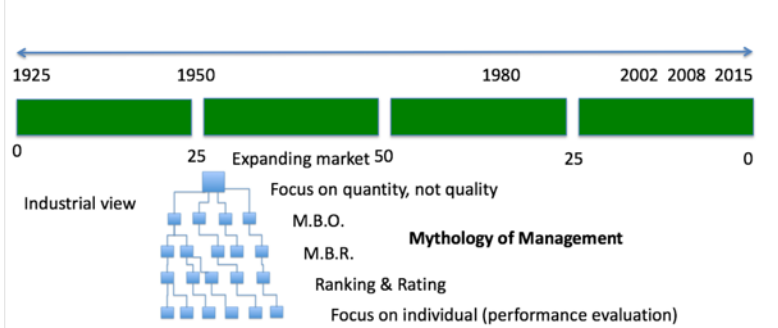 1925 1950 1980 2002 2008 2015
0 25 Expanding market 50 25 0
Focus on quantity, not quality
Industrial view
M.B.O.
Mythology of Management
M.B.R.
Ranking & Rating
Focus on individual (performance evaluation)